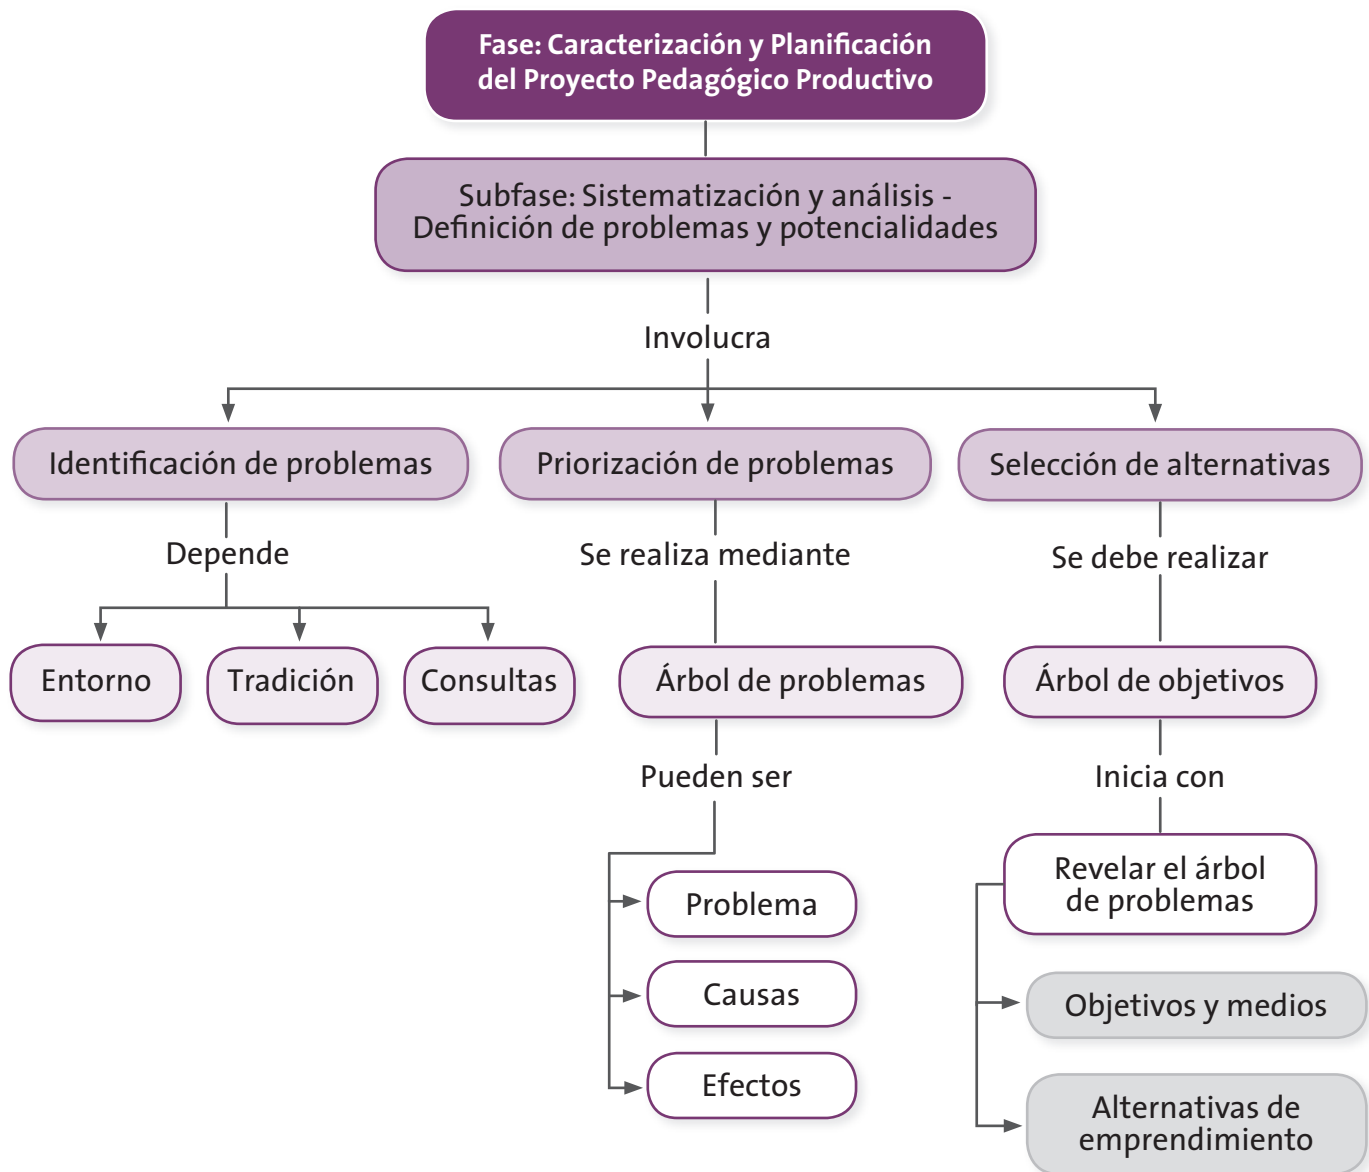 Fase: Caracterización y Planificación
del Proyecto Pedagógico Productivo
Subfase: Sistematización y análisis -
Definición de problemas y potencialidades
Involucra
Identificación de problemas
Priorización de problemas
Selección de alternativas
Depende
Se realiza mediante
Se debe realizar
Entorno
Tradición
Consultas
Árbol de problemas
Árbol de objetivos
Pueden ser
Inicia con
Problema
Causas
Efectos
Revelar el árbol
de problemas
Objetivos y medios
Alternativas de
emprendimiento